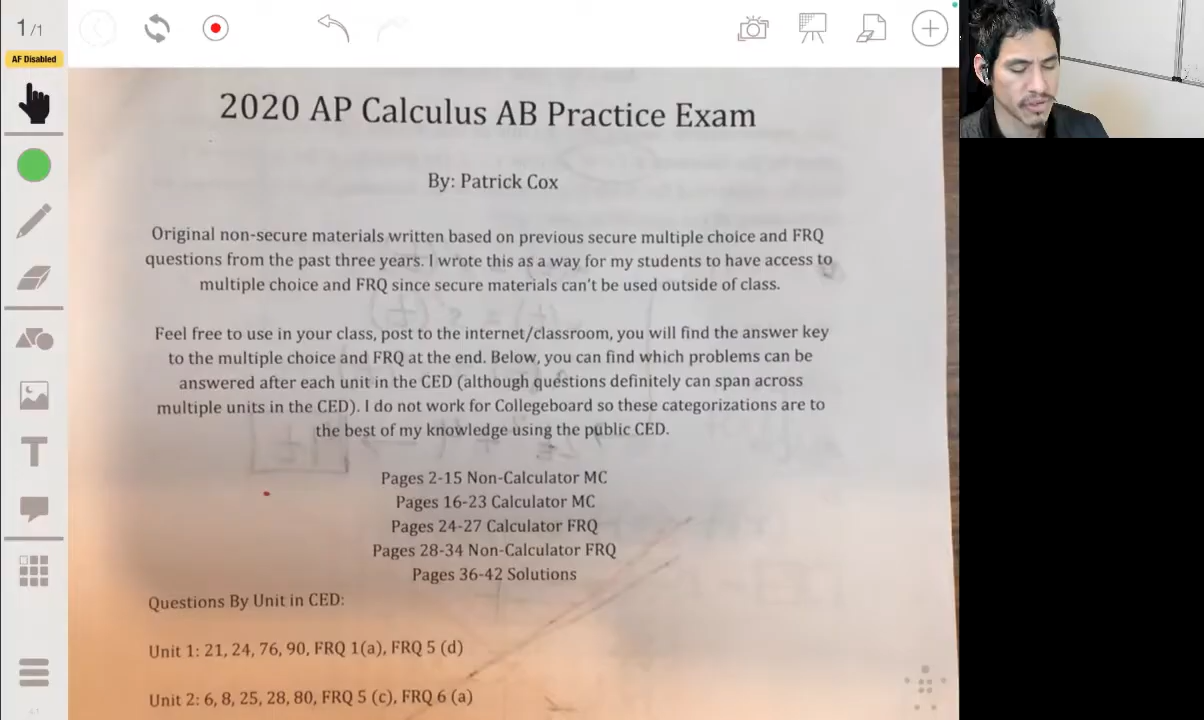 1/1
AF Disabled
T
2020 AP Calculus AB Practice Exam
By: Patrick Cox
Original non-secure materials written based on previous secure multiple choice and FRQ
questions from the past three years. I wrote this as a way for my students to have access to
multiple choice and FRQ since secure materials can't be used outside of class.
Feel free to use in your class, post to the internet/classroom, you will find the answer key
to the multiple choice and FRQ at the end. Below, you can find which problems can be
answered after each unit in the CED (although questions definitely can span across
multiple units in the CED). I do not work for Collegeboard so these categorizations are to
the best of my knowledge using the public CED.
Pages 2-15 Non-Calculator MC
Pages 16-23 Calculator MC
Pages 24-27 Calculator FRQ
Pages 28-34 Non-Calculator FRQ
Pages 36-42 Solutions
Questions By Unit in CED:
Unit 1: 21, 24, 76, 90, FRQ 1(a), FRQ 5 (d)
Unit 2: 6, 8, 25, 28, 80, FRQ 5 (c), FRQ 6 (a)